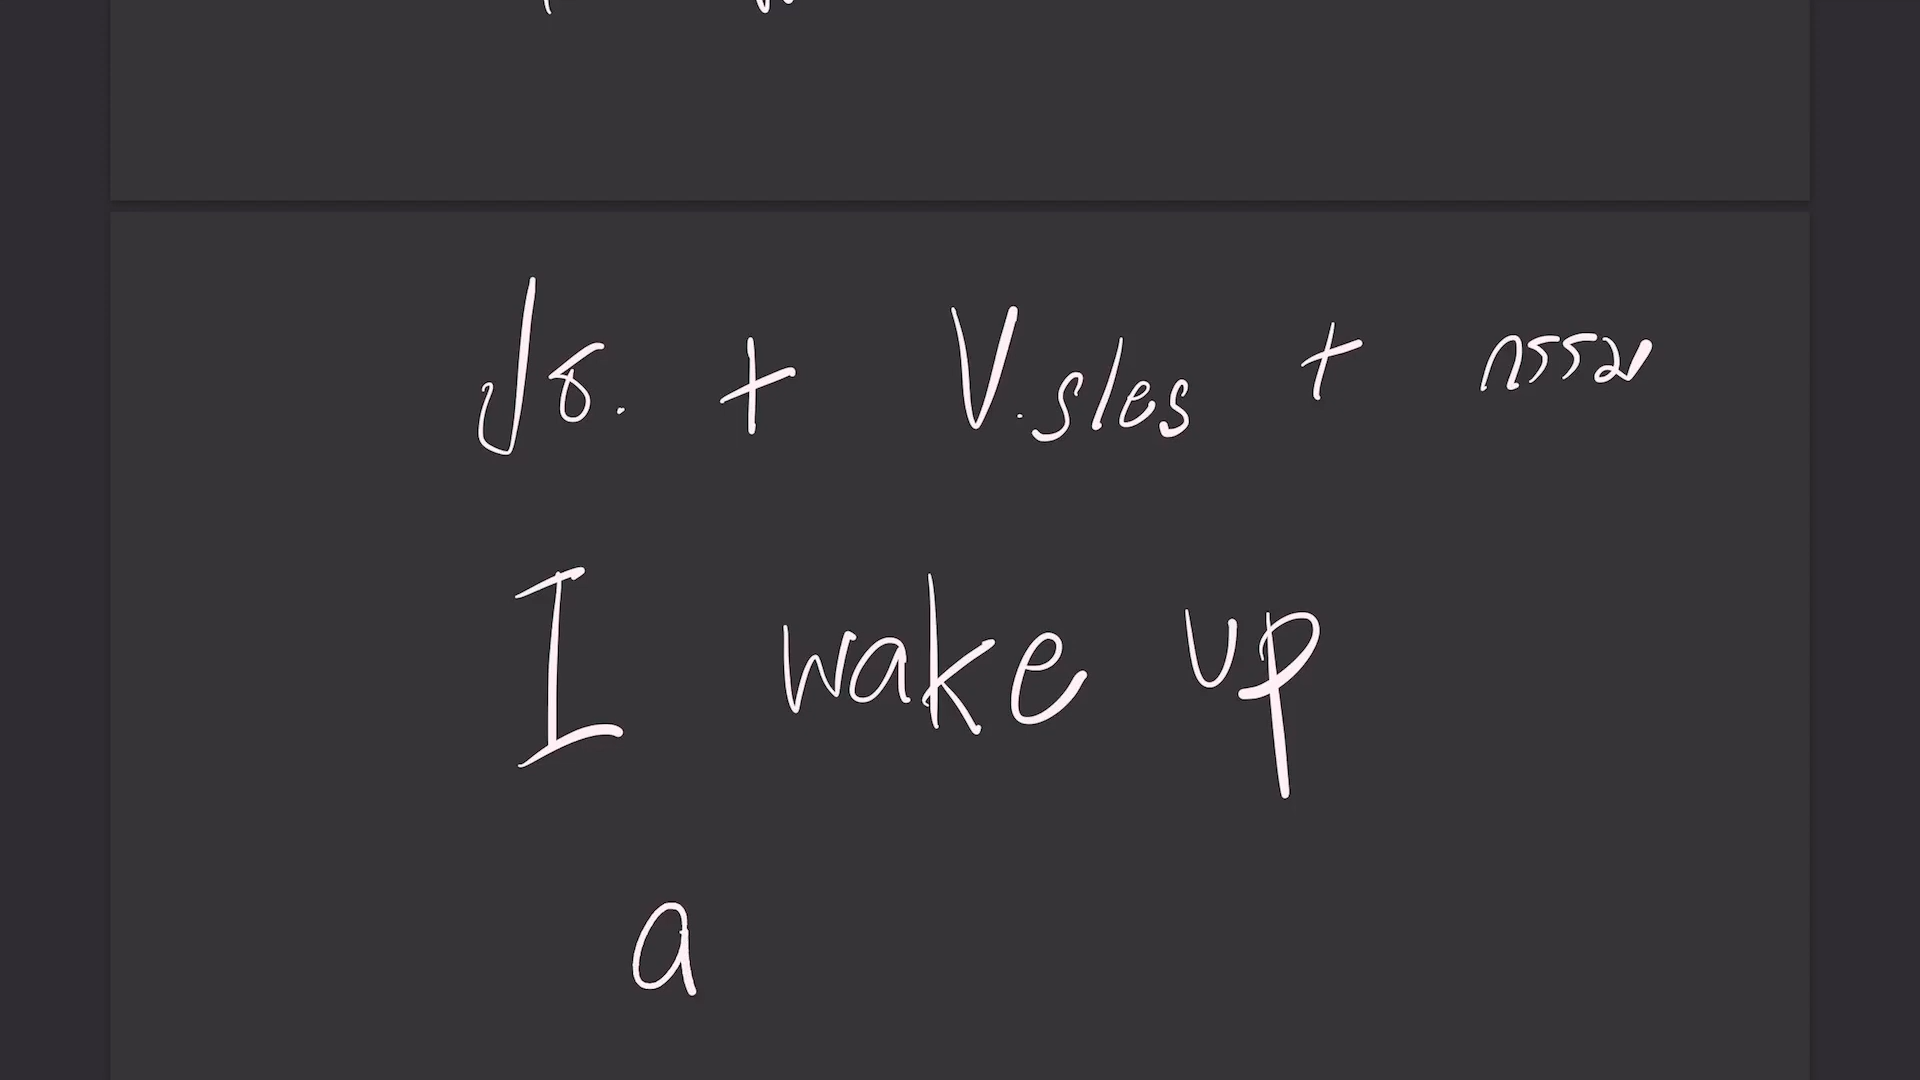 ปธ. + V.s/es + กรรม
I wake up
a